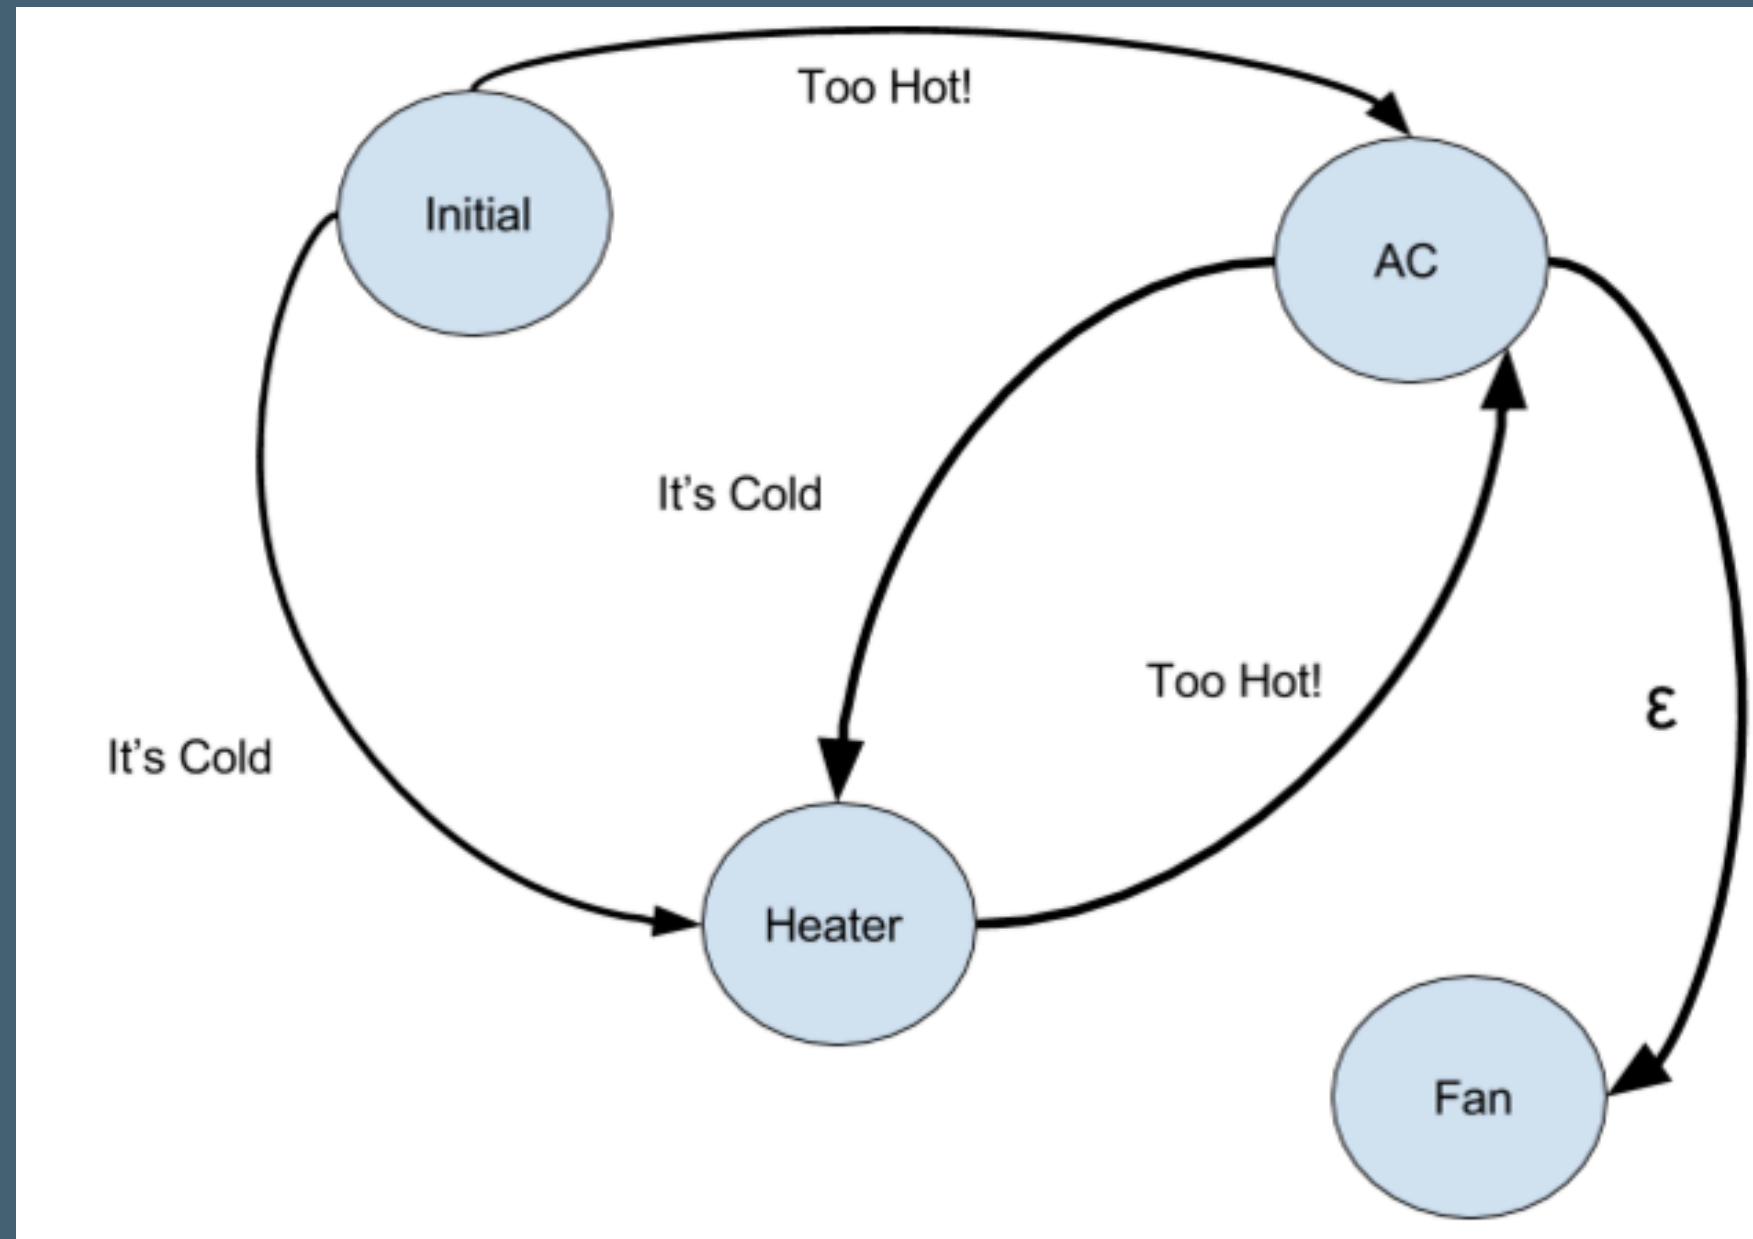 Too Hot!
Initial
AC
It’s Cold
Too Hot!
ε
It’s Cold
Heater
Fan